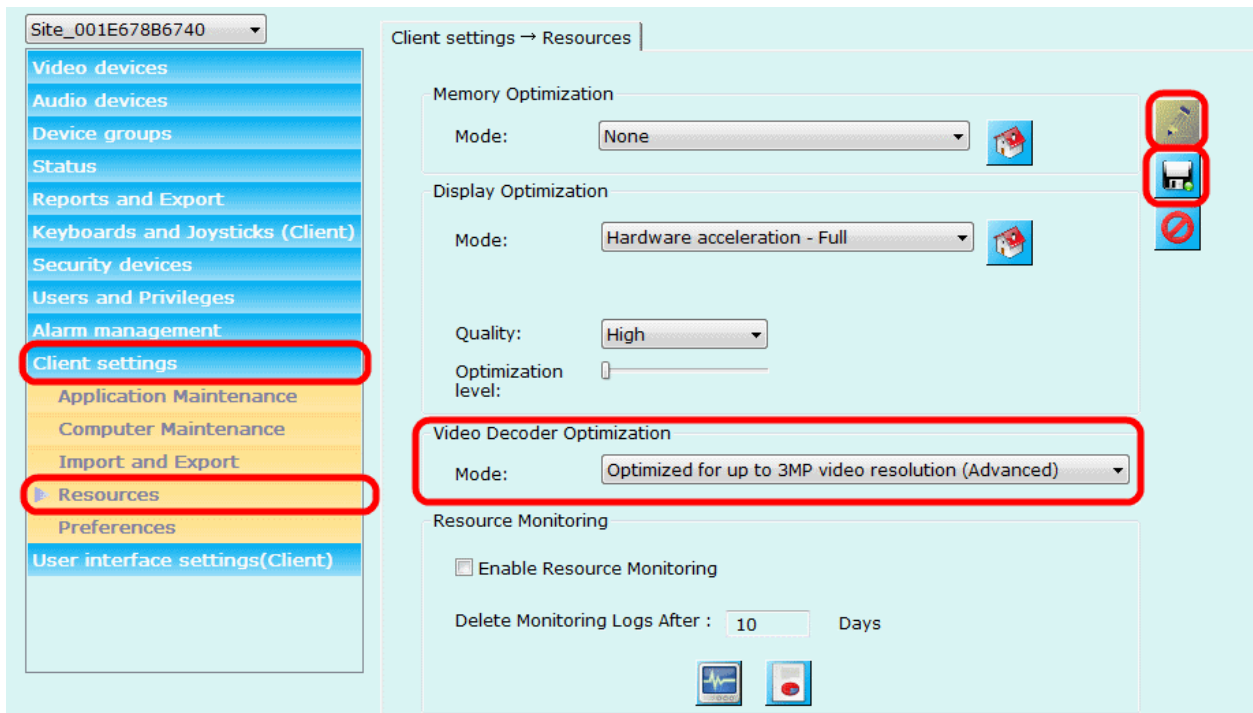 Site_001E678B6740
Video devices
Audio devices
Device groups
Status
Reports and Export
Keyboards and Joysticks (Client)
Security devices
Users and Privileges
Alarm management
Client settings
Application Maintenance
Computer Maintenance
Import and Export
Resources
Preferences
User interface settings(Client)
Client settings → Resources
Memory Optimization
Mode: None
Display Optimization
Mode: Hardware acceleration - Full
Quality: High
Optimization
level:
Video Decoder Optimization
Mode: Optimized for up to 3MP video resolution (Advanced)
Resource Monitoring
Enable Resource Monitoring
Delete Monitoring Logs After : 10 Days